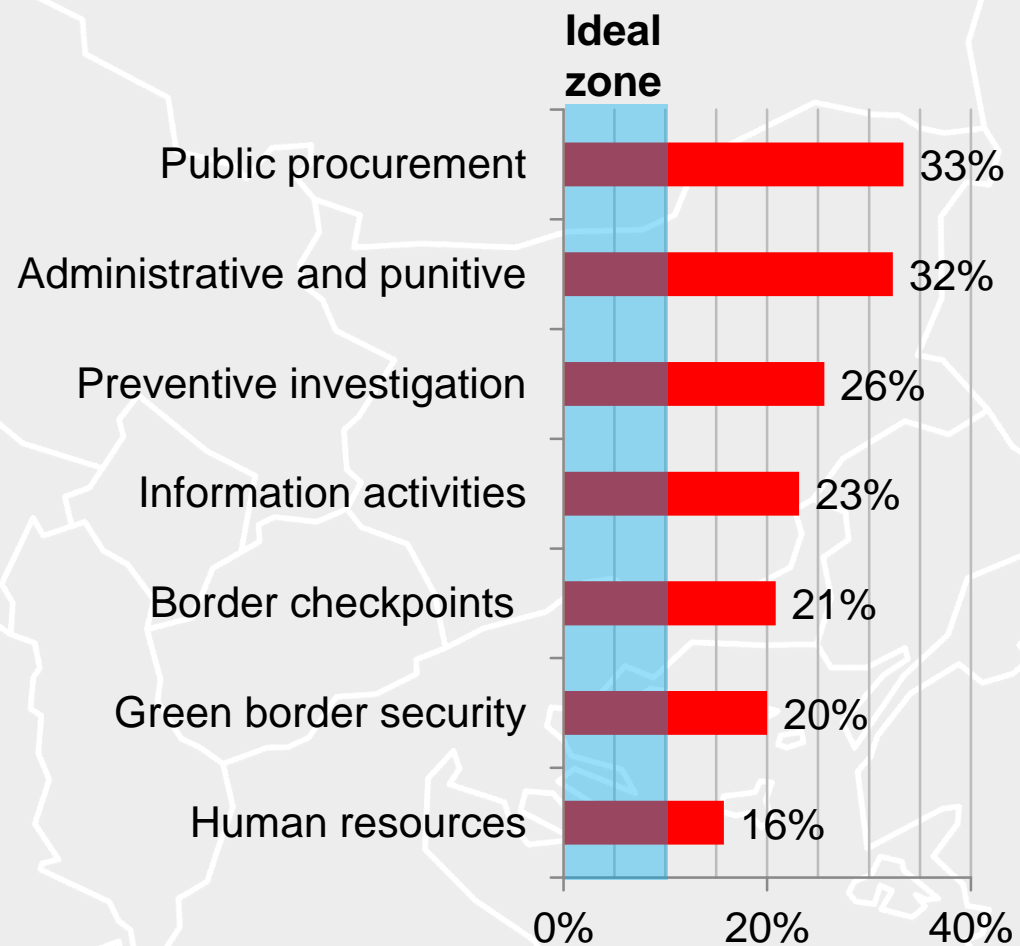 Ideal
zone
Public procurement 33%
Administrative and punitive 32%
Preventive investigation 26%
Information activities 23%
Border checkpoints 21%
Green border security 20%
Human resources 16%
0% 20% 40%